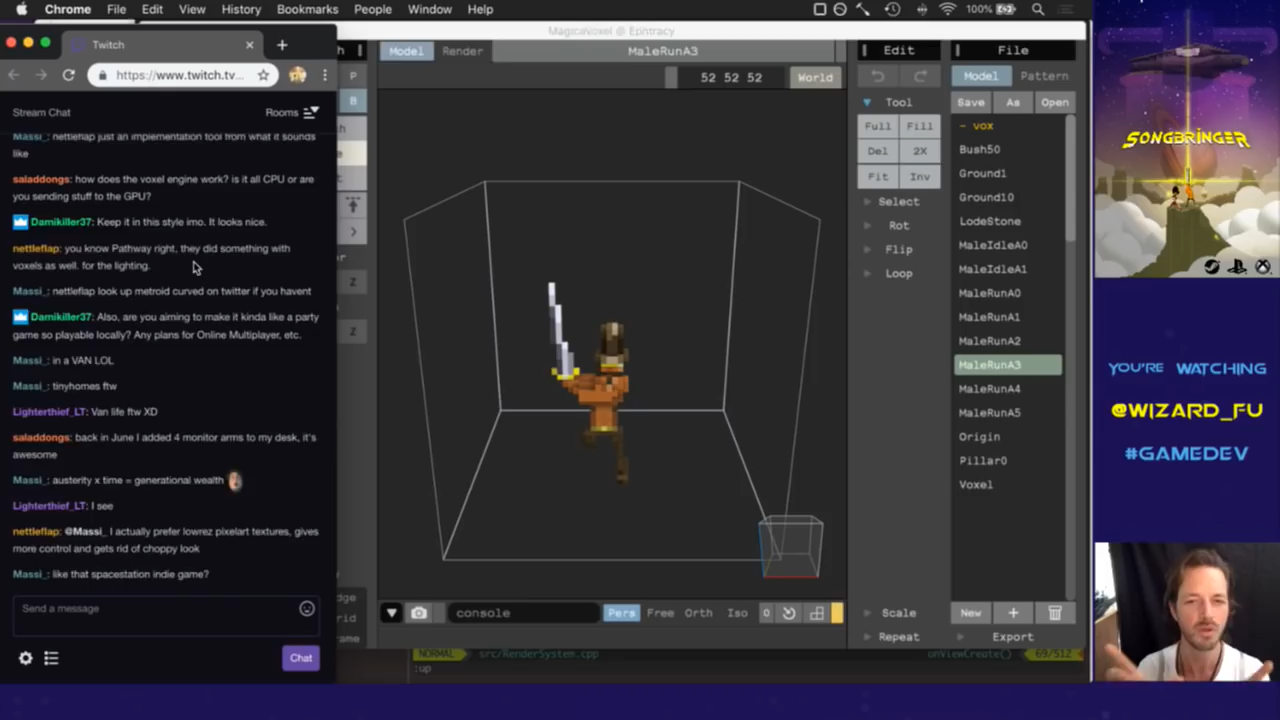 Chrome File Edit View History Bookmarks People Window Help 100%
Twitch
https://www.twitch.tv...
Stream Chat
Rooms
Massi_: nettleflap just an implementation tool from what it sounds
like
saladdongs: how does the voxel engine work? is it all CPU or are
you sending stuff to the GPU?
Damikiller37: Keep it in this style imo. It looks nice.
nettleflap: you know Pathway right, they did something with
voxels as well. for the lighting.
Massi_: nettleflap look up metroid curved on twitter if you havent
Damikiller37: Also, are you aiming to make it kinda like a party
game so playable locally? Any plans for Online Multiplayer, etc.
Massi_: in a VAN LOL
Massi_: tinyhomes ftw
Lighterthief_LT: Van life ftw XD
saladdongs: back in June I added 4 monitor arms to my desk, it's
awesome
Massi_: austerity x time = generational wealth
Lighterthief_LT: I see
nettleflap: @Massi_ I actually prefer lowrez pixelart textures, gives
more control and gets rid of choppy look
Massi_: like that spacestation indie game?
Send a message
Chat
MagicaVoxel @ Ephtracy
Model Render
MaleRunA3
52 52 52
World
console
Pers Free Orth Iso 0
Edit
Tool
Full Fill
Del 2X
Fit Inv
Select
Rot
Flip
Loop
Scale
Repeat
File
Model Pattern
Save As Open
- vox
Bush50
Ground1
Ground10
LodeStone
MaleIdleA0
MaleIdleA1
MaleRunA0
MaleRunA1
MaleRunA2
MaleRunA3
MaleRunA4
MaleRunA5
Origin
Pillar0
Voxel
New +
Export
NORMAL src/RenderSystem.cpp onViewCreate() 69/512
:up
SONGBRINGER
YOU'RE WATCHING
@WIZARD_FU
#GAMEDEV